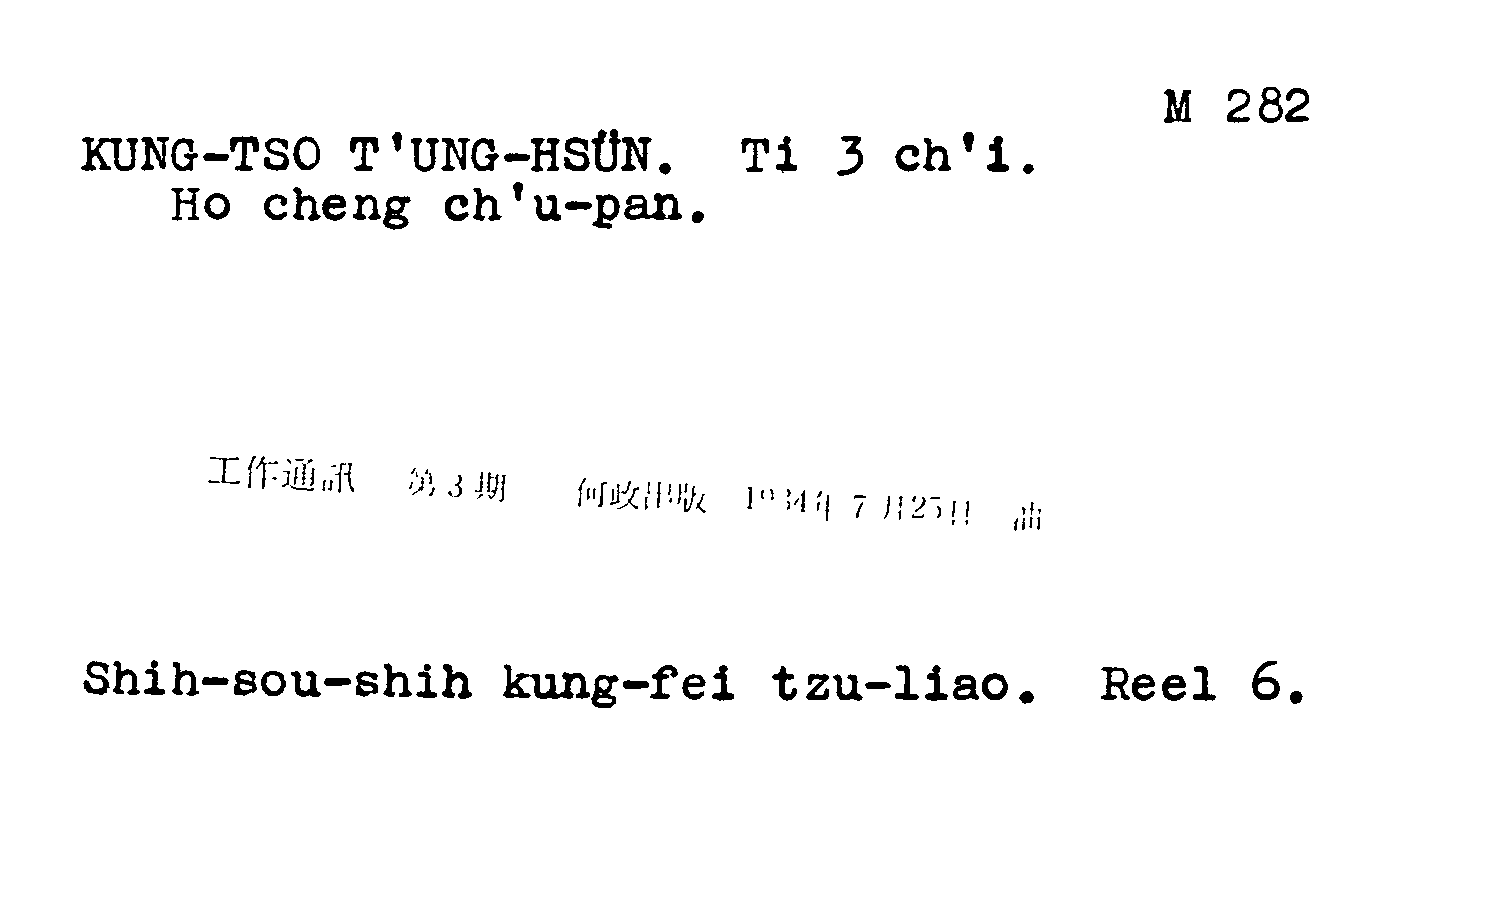 M 282
KUNG-TSO T'UNG-HSÜN. Ti 3 ch'i.
Ho cheng ch'u-pan.
工作通訊 第3期 何政出版 1934年7月25日
Shih-sou-shih kung-fei tzu-liao. Reel 6.